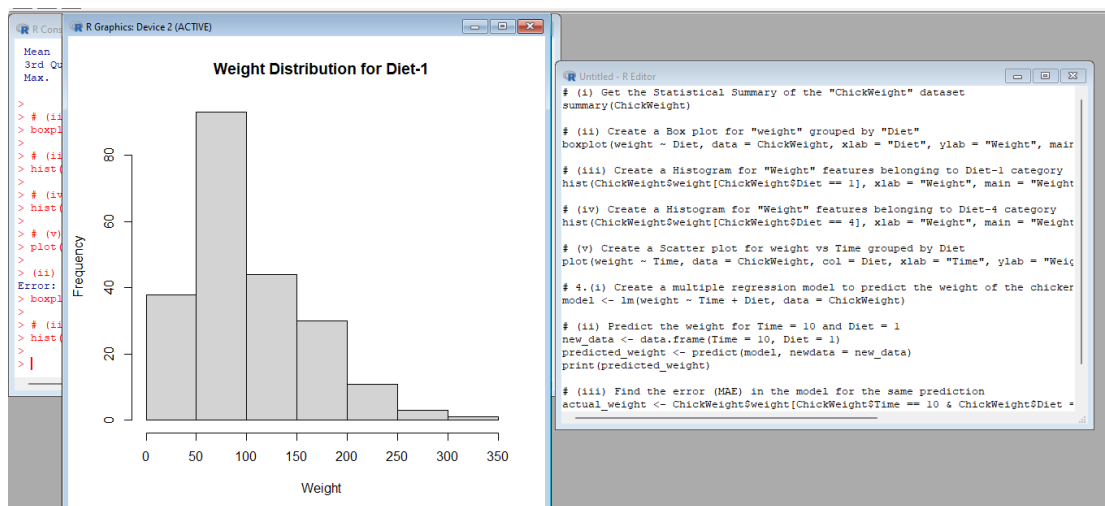 R Cons
R Graphics: Device 2 (ACTIVE)
Mean
3rd Qu
Max.
>
> # (ii
> boxpl
>
> # (ii
> hist(
>
> # (iv
> hist(
>
> # (v)
> plot(
>
> (ii)
Error:
> boxpl
>
> # (ii
> hist(
>
>
Weight Distribution for Diet-1
Frequency
80
60
40
20
0
0 50 100 150 200 250 300 350
Weight
Untitled - R Editor
# (i) Get the Statistical Summary of the "ChickWeight" dataset
summary(ChickWeight)
# (ii) Create a Box plot for "weight" grouped by "Diet"
boxplot(weight ~ Diet, data = ChickWeight, xlab = "Diet", ylab = "Weight", main
# (iii) Create a Histogram for "Weight" features belonging to Diet-1 category
hist(ChickWeight$weight[ChickWeight$Diet == 1], xlab = "Weight", main = "Weight
# (iv) Create a Histogram for "Weight" features belonging to Diet-4 category
hist(ChickWeight$weight[ChickWeight$Diet == 4], xlab = "Weight", main = "Weight
# (v) Create a Scatter plot for weight vs Time grouped by Diet
plot(weight ~ Time, data = ChickWeight, col = Diet, xlab = "Time", ylab = "Weig
# 4.(i) Create a multiple regression model to predict the weight of the chicken
model <- lm(weight ~ Time + Diet, data = ChickWeight)
# (ii) Predict the weight for Time = 10 and Diet = 1
new_data <- data.frame(Time = 10, Diet = 1)
predicted_weight <- predict(model, newdata = new_data)
print(predicted_weight)
# (iii) Find the error (MAE) in the model for the same prediction
actual_weight <- ChickWeight$weight[ChickWeight$Time == 10 & ChickWeight$Diet =